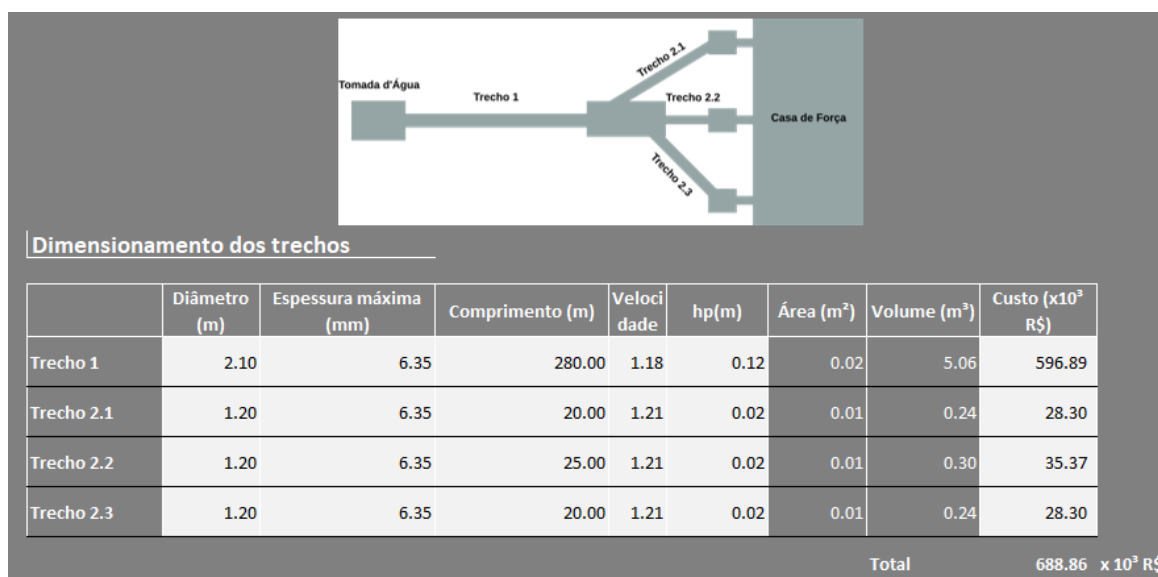 Tomada d'Água
Trecho 1
Trecho 2.1
Trecho 2.2
Trecho 2.3
Casa de Força
Dimensionamento dos trechos
Diâmetro (m) Espessura máxima (mm) Comprimento (m) Veloci dade hp(m) Área (m²) Volume (m³) Custo (x10³ R$)
Trecho 1 2.10 6.35 280.00 1.18 0.12 0.02 5.06 596.89
Trecho 2.1 1.20 6.35 20.00 1.21 0.02 0.01 0.24 28.30
Trecho 2.2 1.20 6.35 25.00 1.21 0.02 0.01 0.30 35.37
Trecho 2.3 1.20 6.35 20.00 1.21 0.02 0.01 0.24 28.30
Total 688.86 x 10³ R$